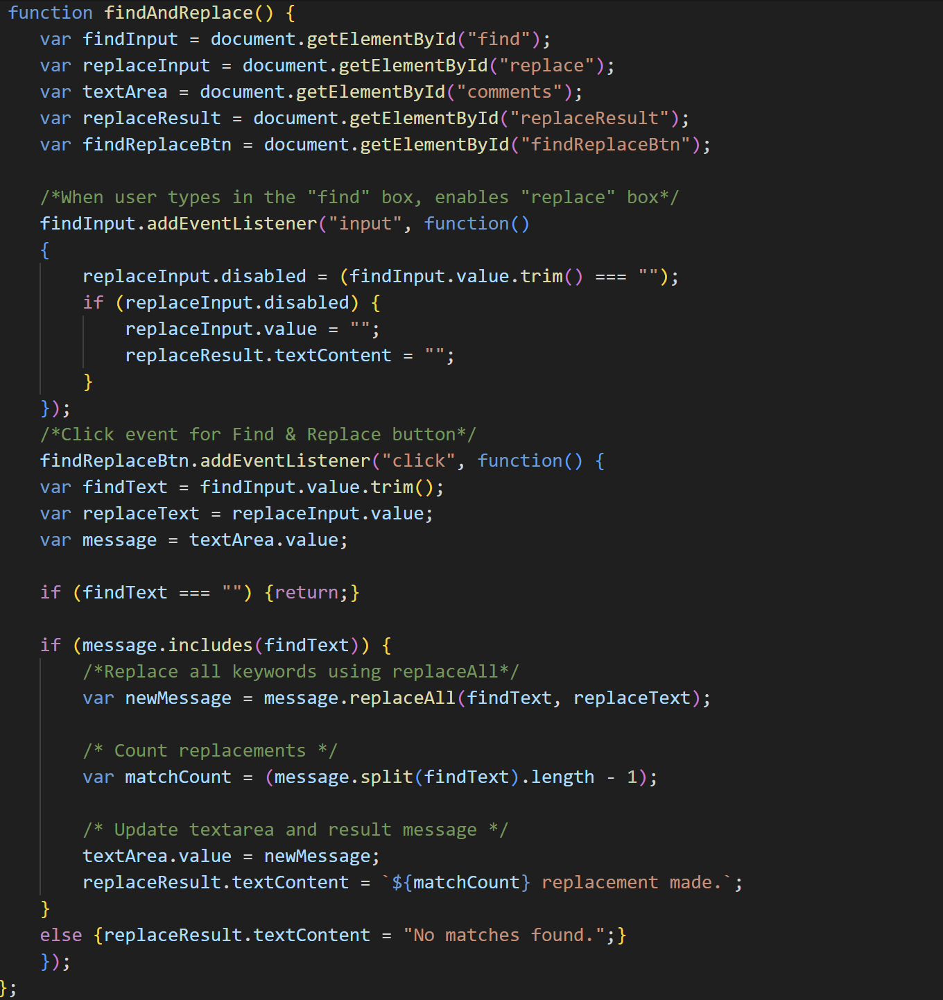 function findAndReplace() {
var findInput = document.getElementById("find");
var replaceInput = document.getElementById("replace");
var textArea = document.getElementById("comments");
var replaceResult = document.getElementById("replaceResult");
var findReplaceBtn = document.getElementById("findReplaceBtn");
/*When user types in the "find" box, enables "replace" box*/
findInput.addEventListener("input", function()
{
replaceInput.disabled = (findInput.value.trim() === "");
if (replaceInput.disabled) {
replaceInput.value = "";
replaceResult.textContent = "";
}
});
/*Click event for Find & Replace button*/
findReplaceBtn.addEventListener("click", function() {
var findText = findInput.value.trim();
var replaceText = replaceInput.value;
var message = textArea.value;
if (findText === "") {return;}
if (message.includes(findText)) {
/*Replace all keywords using replaceAll*/
var newMessage = message.replaceAll(findText, replaceText);
/* Count replacements */
var matchCount = (message.split(findText).length - 1);
/* Update textarea and result message */
textArea.value = newMessage;
replaceResult.textContent = `${matchCount} replacement made.`;
}
else {replaceResult.textContent = "No matches found.";}
});
};